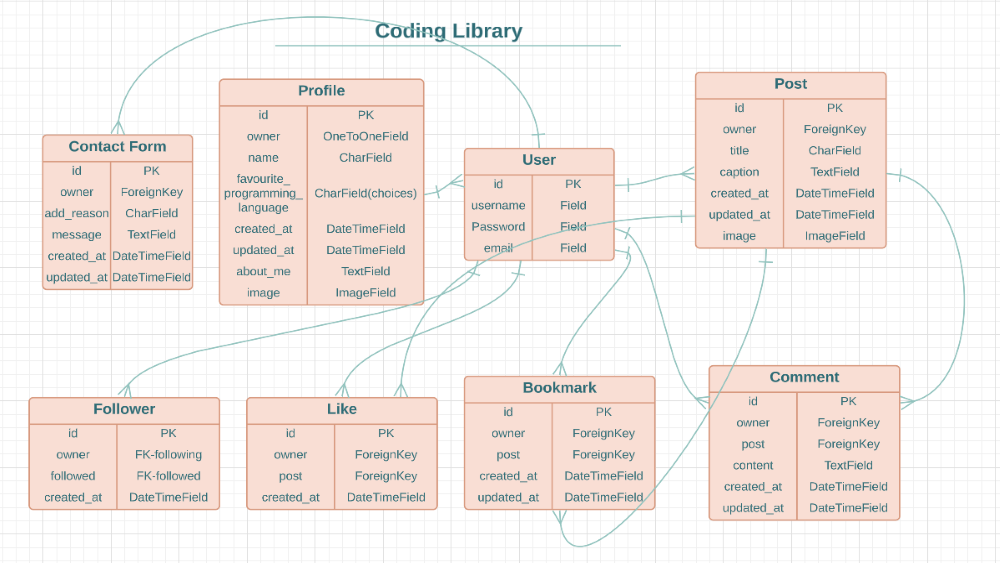 Coding Library
Contact Form
id PK
owner ForeignKey
add_reason CharField
message TextField
created_at DateTimeField
updated_at DateTimeField
Profile
id PK
owner OneToOneField
name CharField
favourite_
programming_ CharField(choices)
language
created_at DateTimeField
updated_at DateTimeField
about_me TextField
image ImageField
User
id PK
username Field
Password Field
email Field
Post
id PK
owner ForeignKey
title CharField
caption TextField
created_at DateTimeField
updated_at DateTimeField
image ImageField
Follower
id PK
owner FK-following
followed FK-followed
created_at DateTimeField
Like
id PK
owner ForeignKey
post ForeignKey
created_at DateTimeField
Bookmark
id PK
owner ForeignKey
post ForeignKey
created_at DateTimeField
updated_at DateTimeField
Comment
id PK
owner ForeignKey
post ForeignKey
content TextField
created_at DateTimeField
updated_at DateTimeField